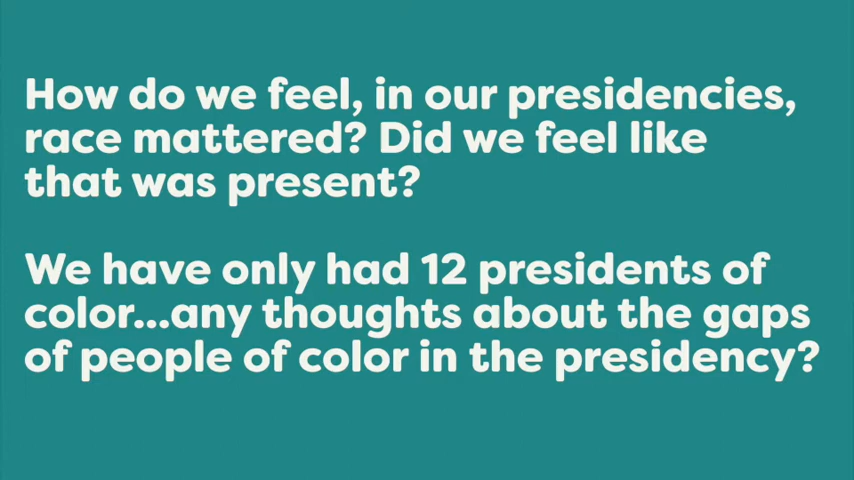 How do we feel, in our presidencies,
race mattered? Did we feel like
that was present?
We have only had 12 presidents of
color...any thoughts about the gaps
of people of color in the presidency?